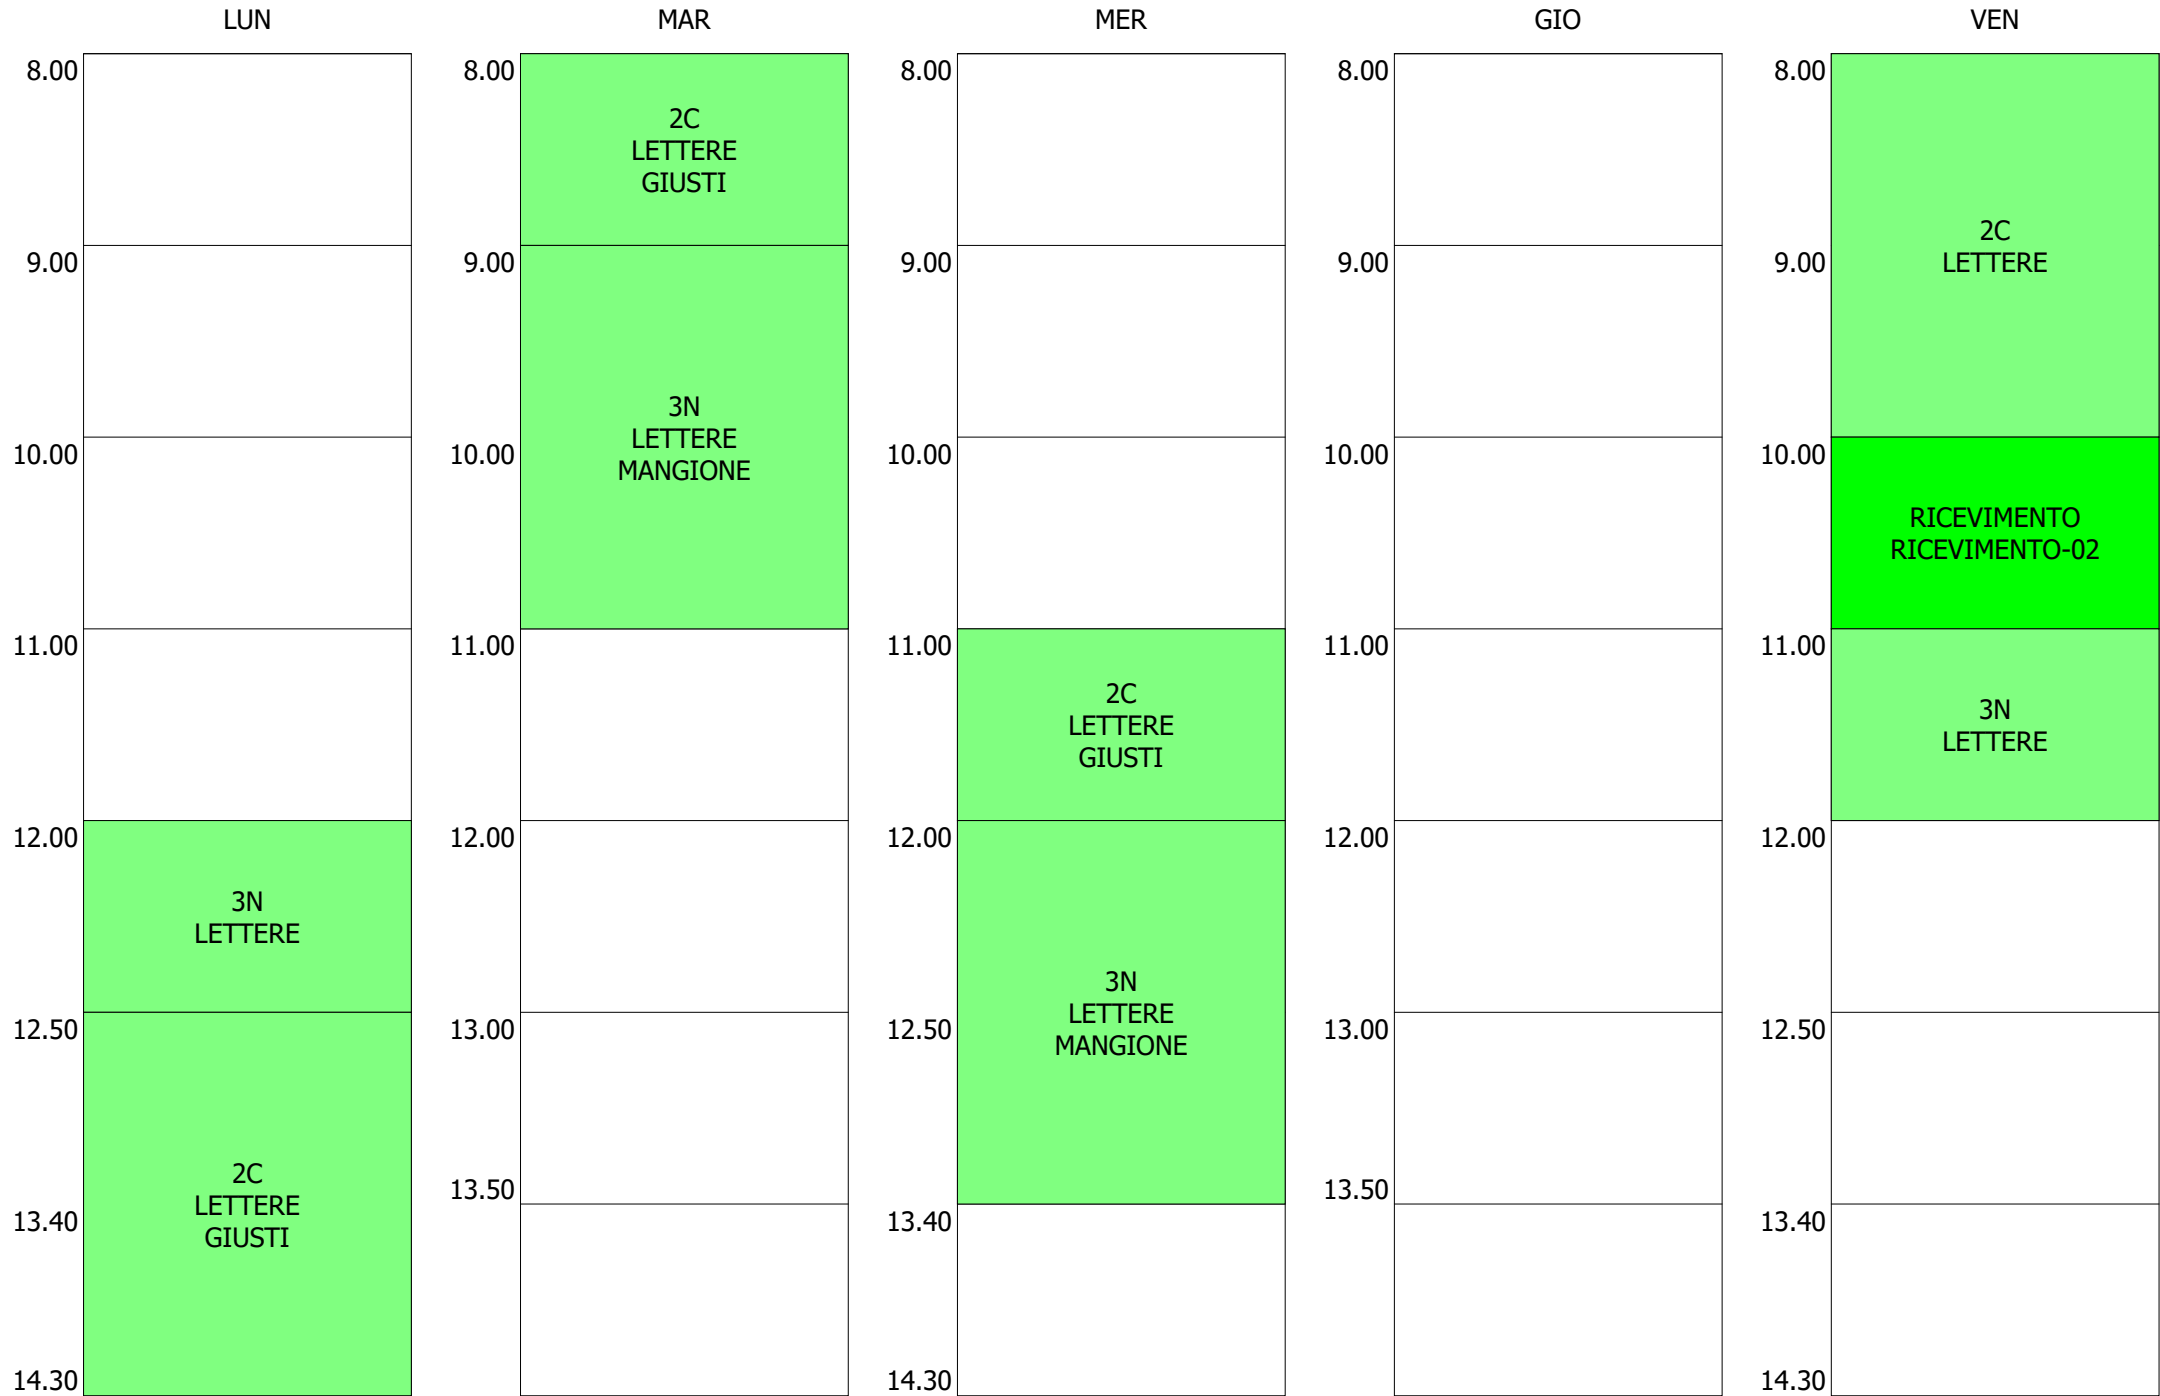 LUN
8.00
9.00
10.00
11.00
12.00
3N
LETTERE
12.50
2C
LETTERE
13.40
GIUSTI
14.30
MAR
8.00
2C
LETTERE
GIUSTI
9.00
3N
LETTERE
10.00
MANGIONE
11.00
12.00
13.00
13.50
MER
8.00
9.00
10.00
11.00
2C
LETTERE
GIUSTI
12.00
3N
LETTERE
12.50
MANGIONE
13.40
14.30
GIO
8.00
9.00
10.00
11.00
12.00
13.00
13.50
VEN
8.00
2C
9.00
LETTERE
10.00
RICEVIMENTO
RICEVIMENTO-02
11.00
3N
LETTERE
12.00
12.50
13.40
14.30